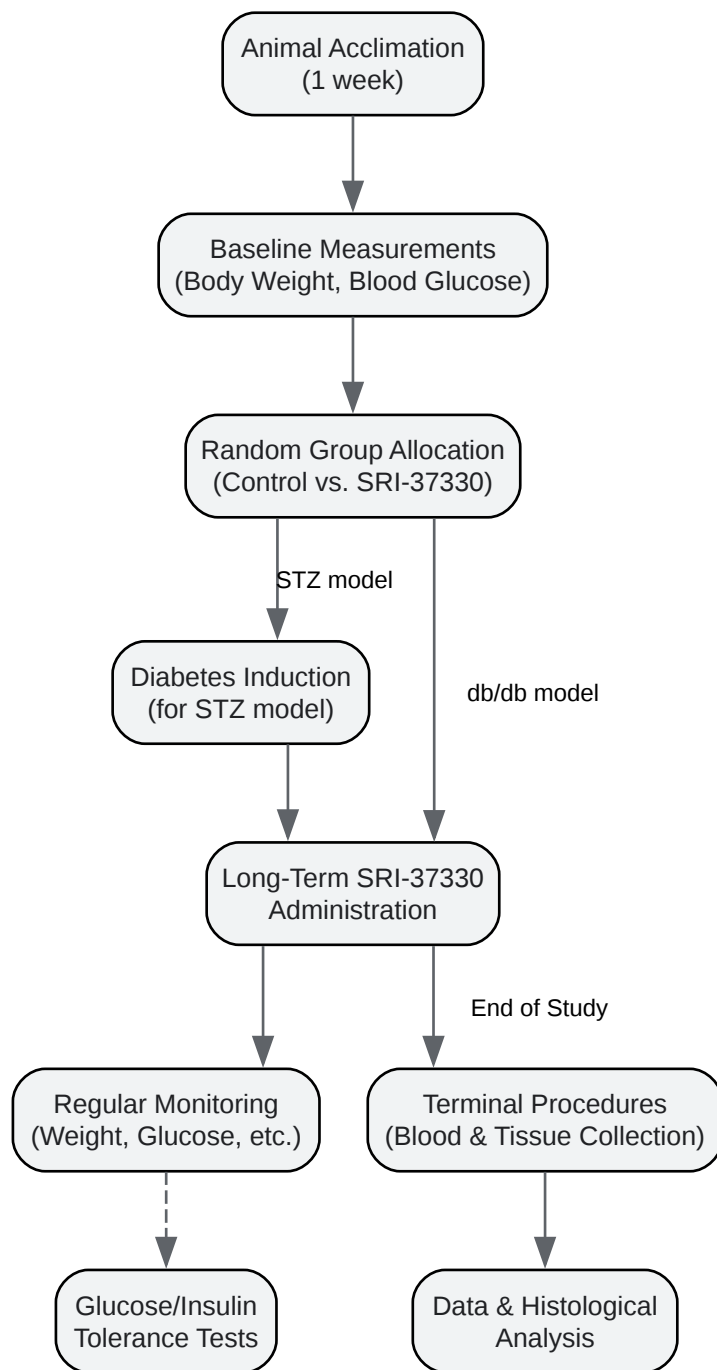 Animal Acclimation
(1 week)
Baseline Measurements
(Body Weight, Blood Glucose)
Random Group Allocation
(Control vs. SRI-37330)
STZ model
Diabetes Induction
(for STZ model)
db/db model
Long-Term SRI-37330
Administration
End of Study
Regular Monitoring
(Weight, Glucose, etc.)
Terminal Procedures
(Blood & Tissue Collection)
Glucose/Insulin
Tolerance Tests
Data & Histological
Analysis